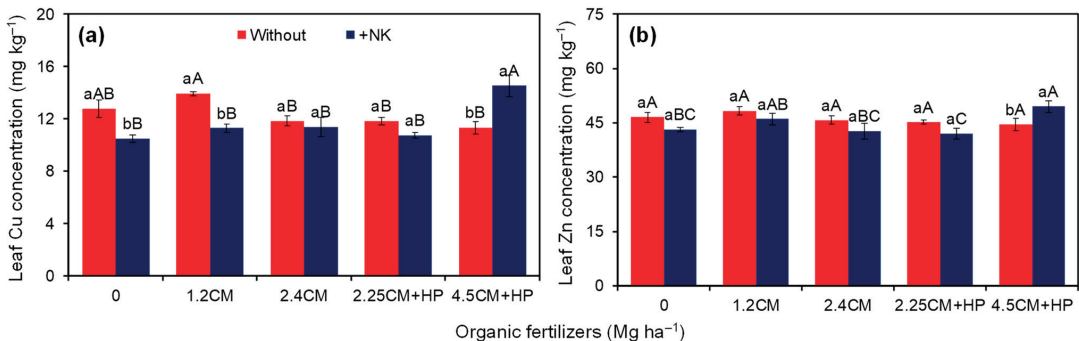 (a)
Without
+NK
Leaf Cu concentration (mg kg⁻¹)
20
16
12
8
4
0
aAB
bB
aA
bB
aB
aB
aB
aB
bB
aA
0
1.2CM
2.4CM
2.25CM+HP
4.5CM+HP
(b)
Leaf Zn concentration (mg kg⁻¹)
75
60
45
30
15
0
aA
aBC
aA
aAB
aA
aBC
aA
aC
bA
aA
0
1.2CM
2.4CM
2.25CM+HP
4.5CM+HP
Organic fertilizers (Mg ha⁻¹)